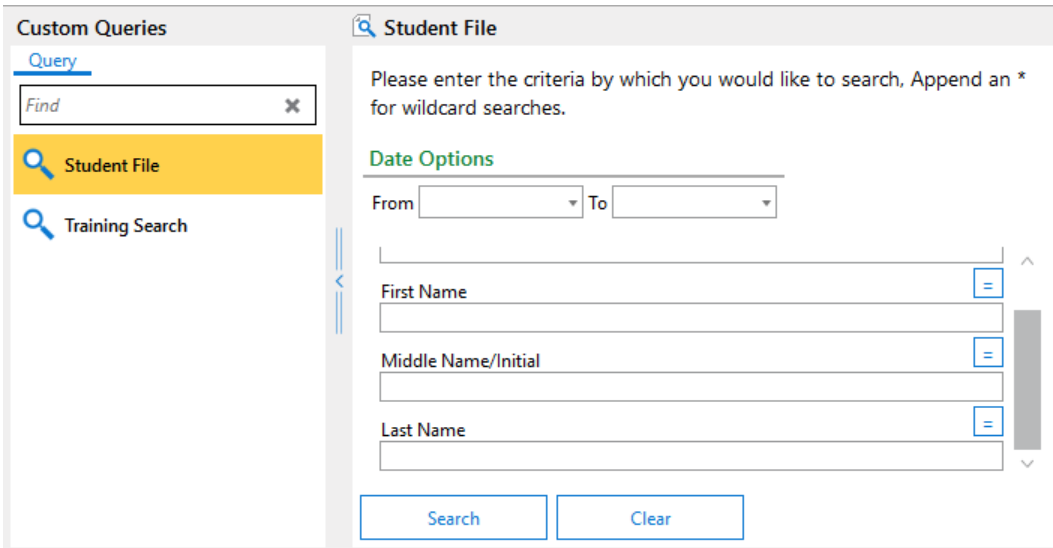 Custom Queries
Query
Find
Student File
Training Search
Student File
Please enter the criteria by which you would like to search, Append an *
for wildcard searches.
Date Options
From To
First Name =
Middle Name/Initial =
Last Name =
Search Clear